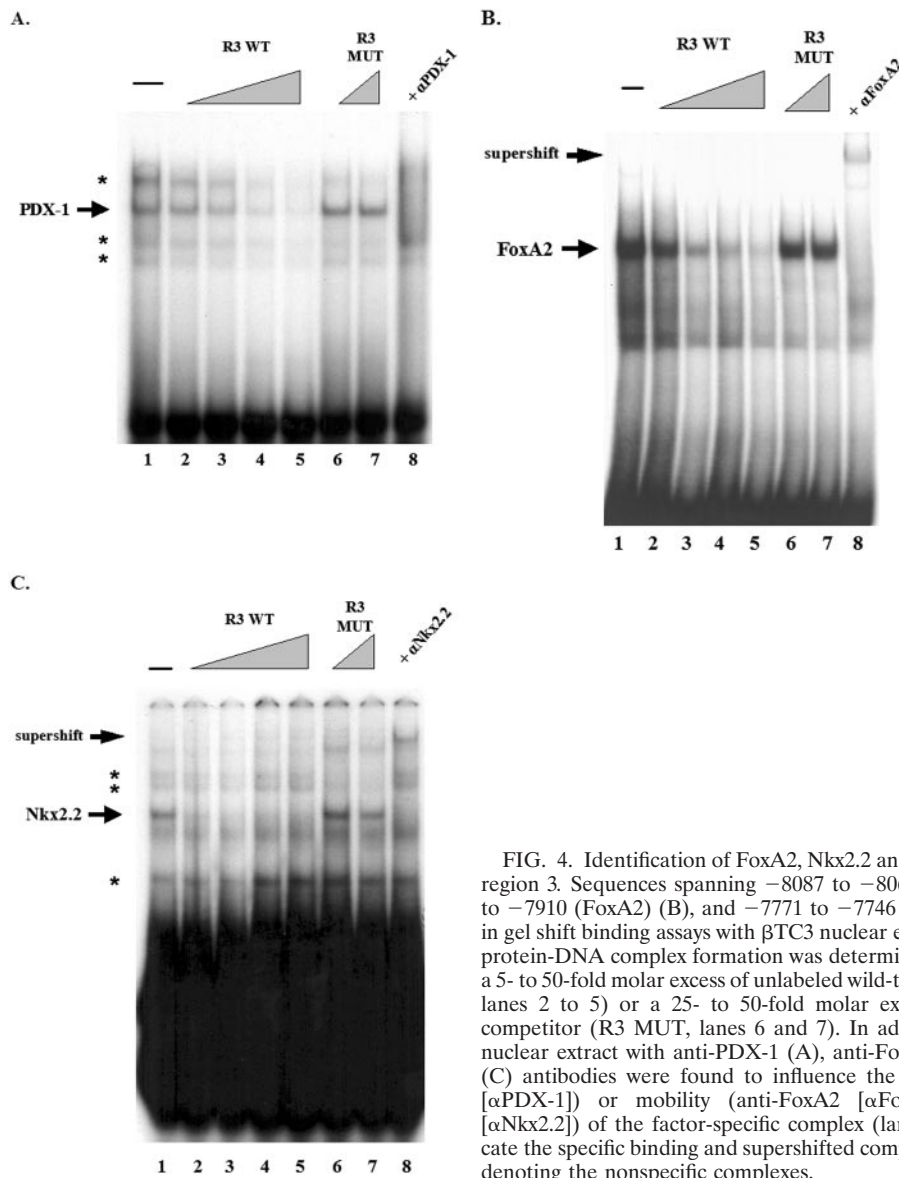 A.
R3 WT
R3
MUT
+ αPDX-1
*
PDX-1
*
*
1 2 3 4 5 6 7 8
B.
R3 WT
R3
MUT
+ αFoxA2
supershift
FoxA2
1 2 3 4 5 6 7 8
C.
R3 WT
R3
MUT
+ αNkx2.2
supershift
*
*
Nkx2.2
*
1 2 3 4 5 6 7 8
FIG. 4. Identification of FoxA2, Nkx2.2 an
region 3. Sequences spanning −8087 to −80
to −7910 (FoxA2) (B), and −7771 to −7746
in gel shift binding assays with βTC3 nuclear e
protein-DNA complex formation was determi
a 5- to 50-fold molar excess of unlabeled wild-t
lanes 2 to 5) or a 25- to 50-fold molar ex
competitor (R3 MUT, lanes 6 and 7). In ad
nuclear extract with anti-PDX-1 (A), anti-Fo
(C) antibodies were found to influence the
[αPDX-1]) or mobility (anti-FoxA2 [αFo
[αNkx2.2]) of the factor-specific complex (lan
cate the specific binding and supershifted comp
denoting the nonspecific complexes.